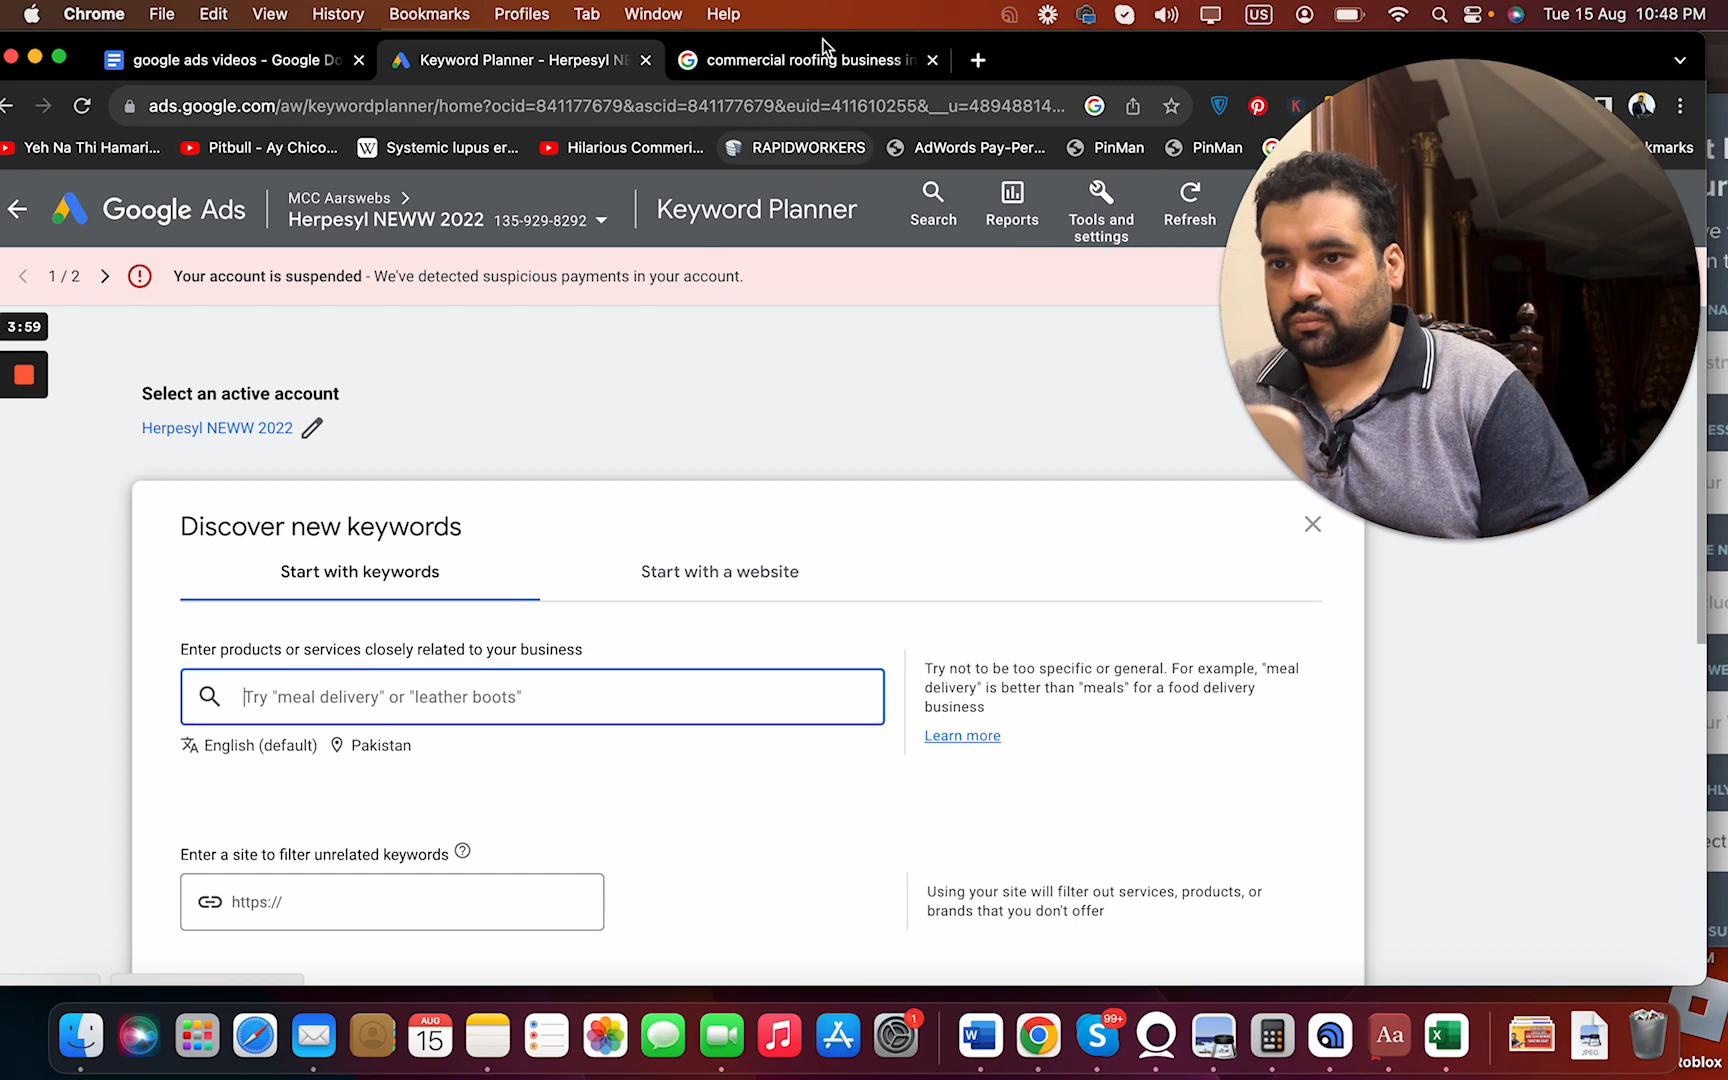 Chrome File Edit View History Bookmarks Profiles Tab Window Help
US Tue 15 Aug 10:48 PM
google ads videos - Google Do
Keyword Planner - Herpesyl NE
commercial roofing business in
ads.google.com/aw/keywordplanner/home?ocid=841177679&ascid=841177679&euid=411610255&__u=48948814...
Yeh Na Thi Hamari...
Pitbull - Ay Chico...
Systemic lupus er...
Hilarious Commeri...
RAPIDWORKERS
AdWords Pay-Per...
PinMan
PinMan
Google Ads
MCC Aarswebs
Herpesyl NEWW 2022 135-929-8292
Keyword Planner
Search
Reports
Tools and settings
Refresh
1 / 2
Your account is suspended - We've detected suspicious payments in your account.
3:59
Select an active account
Herpesyl NEWW 2022
Discover new keywords
Start with keywords
Start with a website
Enter products or services closely related to your business
Try "meal delivery" or "leather boots"
English (default)
Pakistan
Try not to be too specific or general. For example, "meal
delivery" is better than "meals" for a food delivery
business
Learn more
Enter a site to filter unrelated keywords
https://
Using your site will filter out services, products, or
brands that you don't offer
AUG
15
1
99+
Aa
JPEG
Roblox